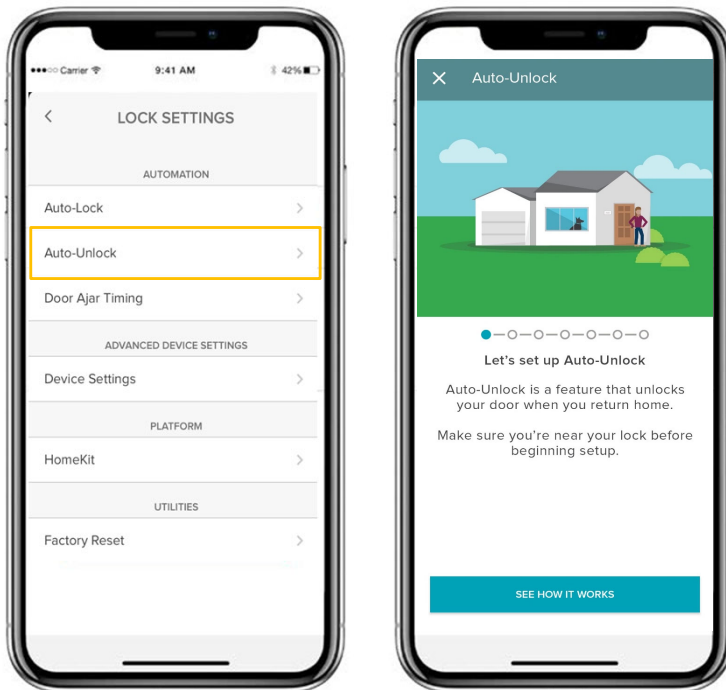 Carrier 9:41 AM 42%
LOCK SETTINGS
AUTOMATION
Auto-Lock
Auto-Unlock
Door Ajar Timing
ADVANCED DEVICE SETTINGS
Device Settings
PLATFORM
HomeKit
UTILITIES
Factory Reset
Auto-Unlock
Let's set up Auto-Unlock
Auto-Unlock is a feature that unlocks
your door when you return home.
Make sure you're near your lock before
beginning setup.
SEE HOW IT WORKS